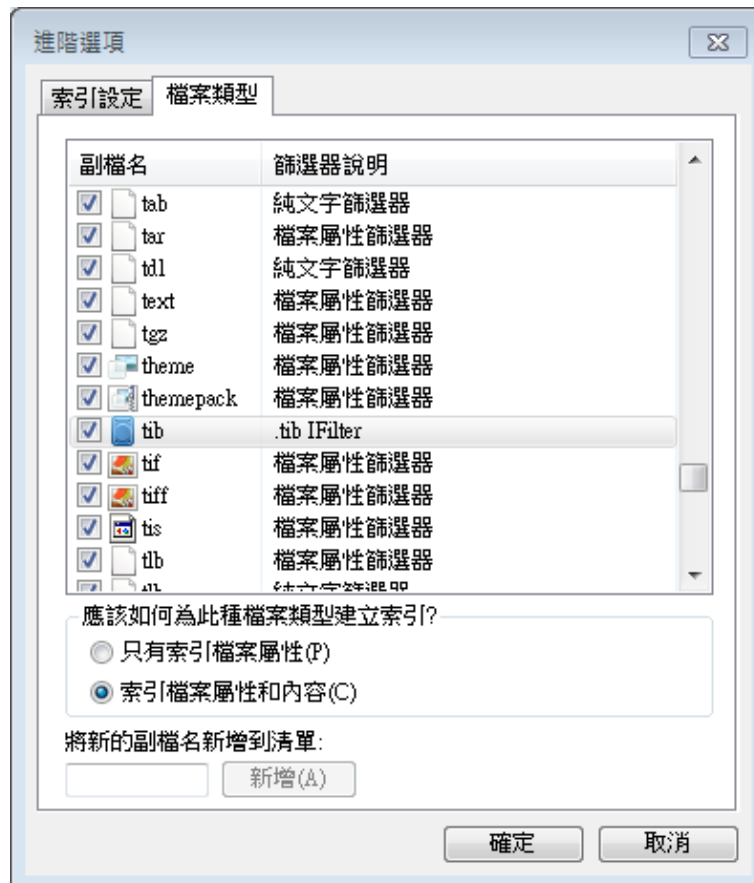 進階選項
索引設定 檔案類型
副檔名 篩選器說明
tab 純文字篩選器
tar 檔案屬性篩選器
tdl 純文字篩選器
text 檔案屬性篩選器
tgz 檔案屬性篩選器
theme 檔案屬性篩選器
themepack 檔案屬性篩選器
tib .tib IFilter
tif 檔案屬性篩選器
tiff 檔案屬性篩選器
tis 檔案屬性篩選器
tlb 檔案屬性篩選器
純文字篩選器
應該如何為此種檔案類型建立索引?
只有索引檔案屬性(P)
索引檔案屬性和內容(C)
將新的副檔名新增到清單:
新增(A)
確定 取消